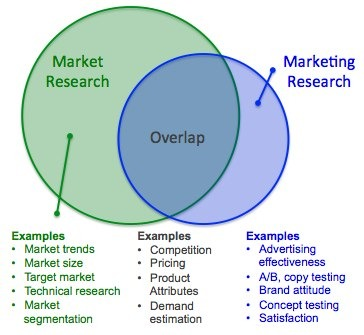 Market
Research
Marketing
Research
Overlap
Examples
• Market trends
• Market size
• Target market
• Technical research
• Market
segmentation
Examples
• Competition
• Pricing
• Product
Attributes
• Demand
estimation
Examples
• Advertising
effectiveness
• A/B, copy testing
• Brand attitude
• Concept testing
• Satisfaction